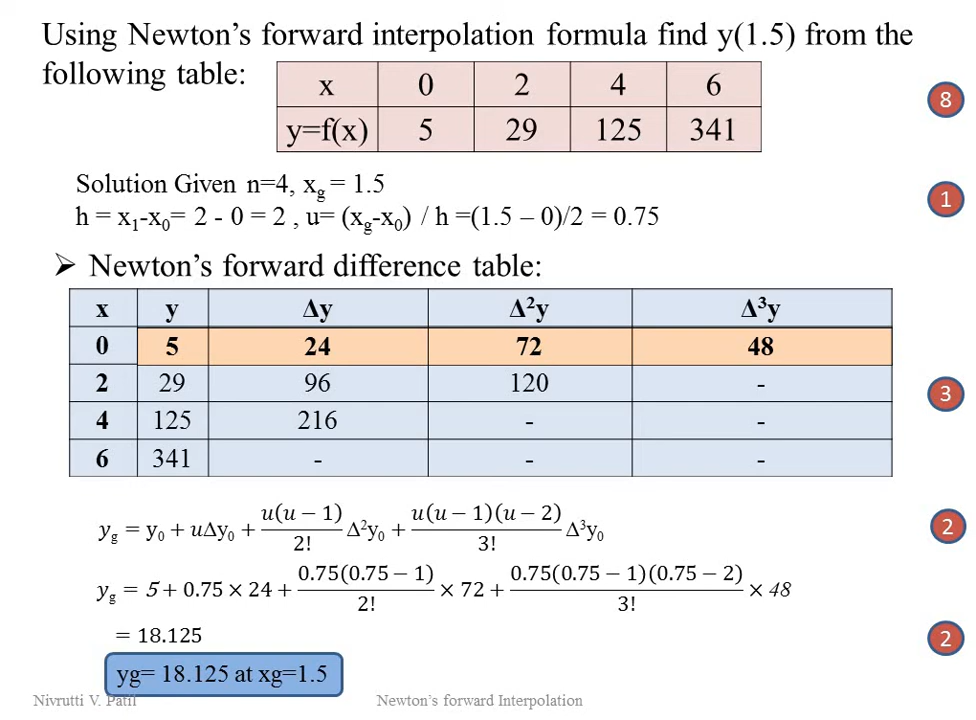 Using Newton’s forward interpolation formula find y(1.5) from the
following table:
x 0 2 4 6
y=f(x) 5 29 125 341
8
Solution Given n=4, xg = 1.5
h = x1-x0= 2 - 0 = 2 , u= (xg-x0) / h =(1.5 – 0)/2 = 0.75
1
➢ Newton’s forward difference table:
x y Δy Δ²y Δ³y
0 5 24 72 48
2 29 96 120 -
4 125 216 - -
6 341 - - -
3
yg = y0 + uΔy0 + u(u − 1)/2! Δ²y0 + u(u − 1)(u − 2)/3! Δ³y0
2
yg = 5 + 0.75 × 24 + 0.75(0.75 − 1)/2! × 72 + 0.75(0.75 − 1)(0.75 − 2)/3! × 48
= 18.125
2
yg= 18.125 at xg=1.5
Nivrutti V. Patil Newton’s forward Interpolation